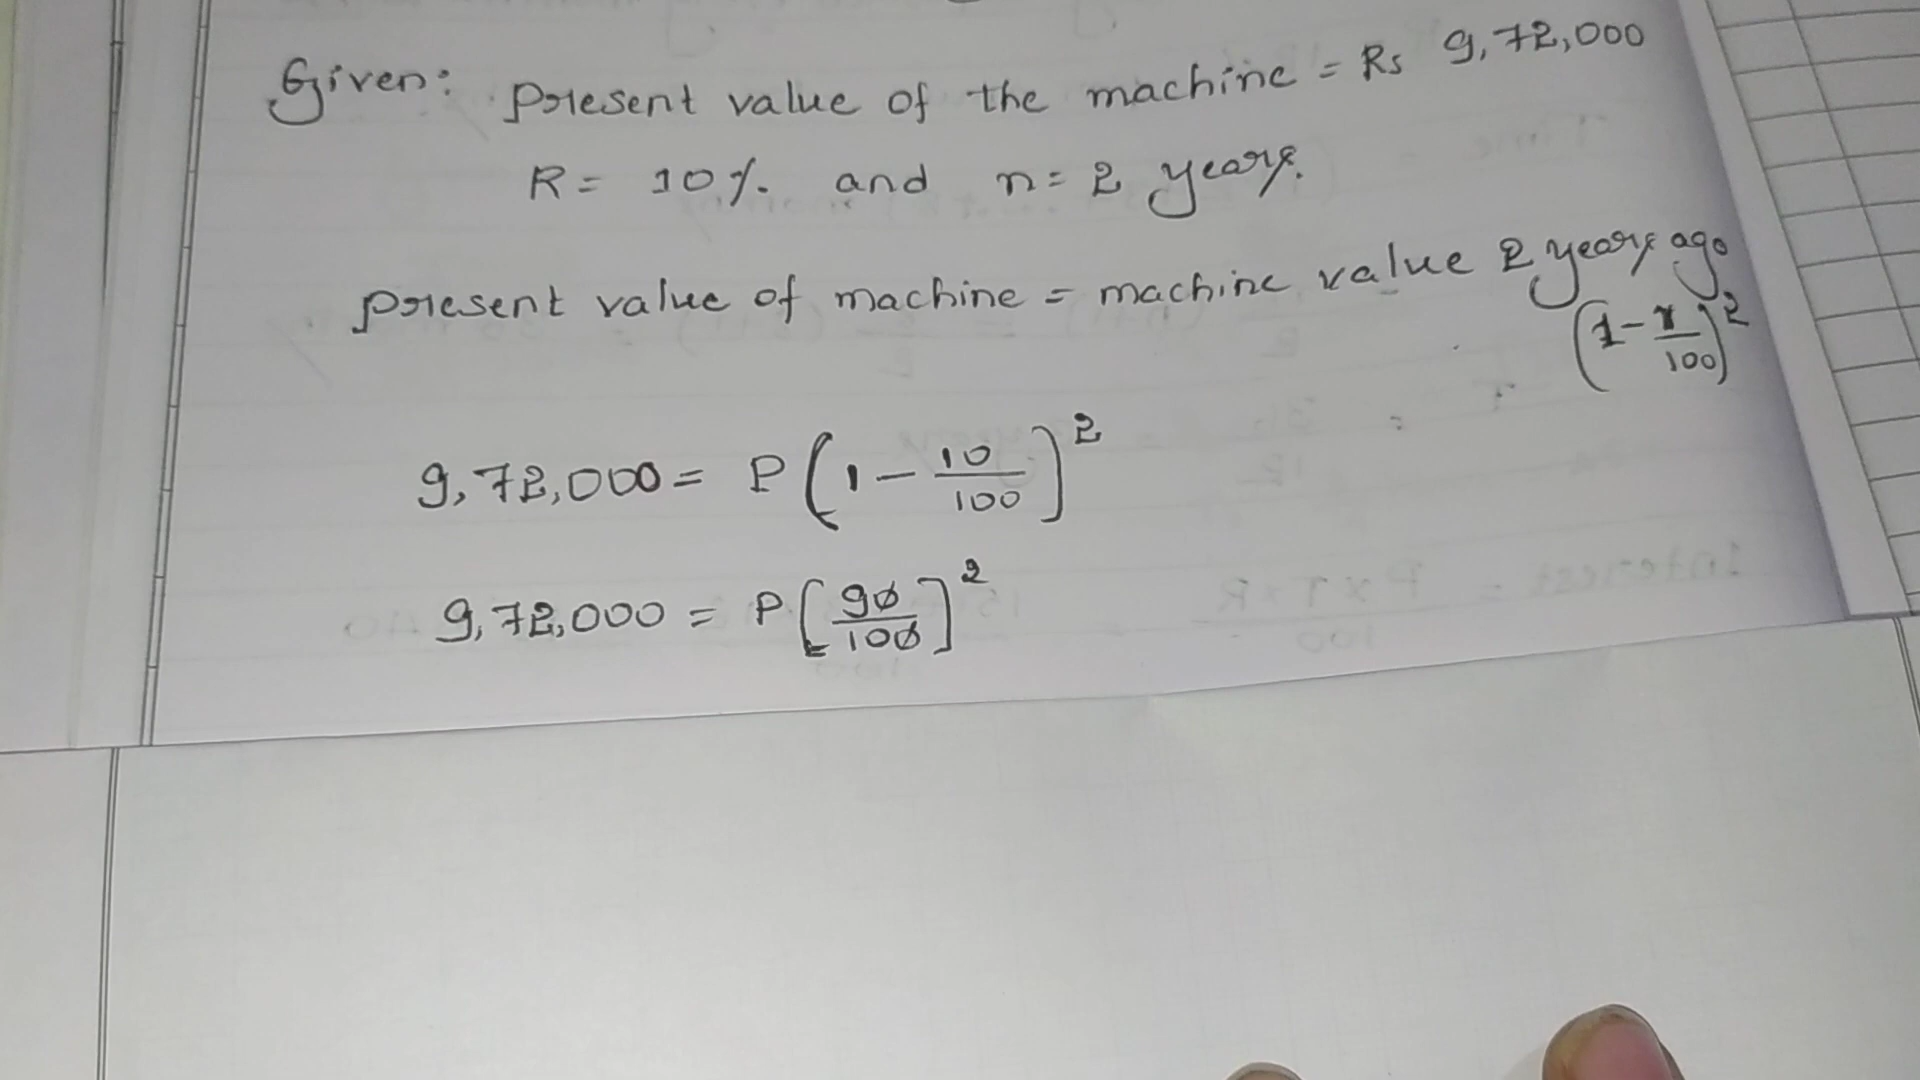 Given: present value of the machine = Rs 9,72,000
R = 10% and n = 2 years.
present value of machine = machine value 2 years ago
(1 - r/100)²
9,72,000 = P(1 - 10/100)²
9,72,000 = P[90/100]²